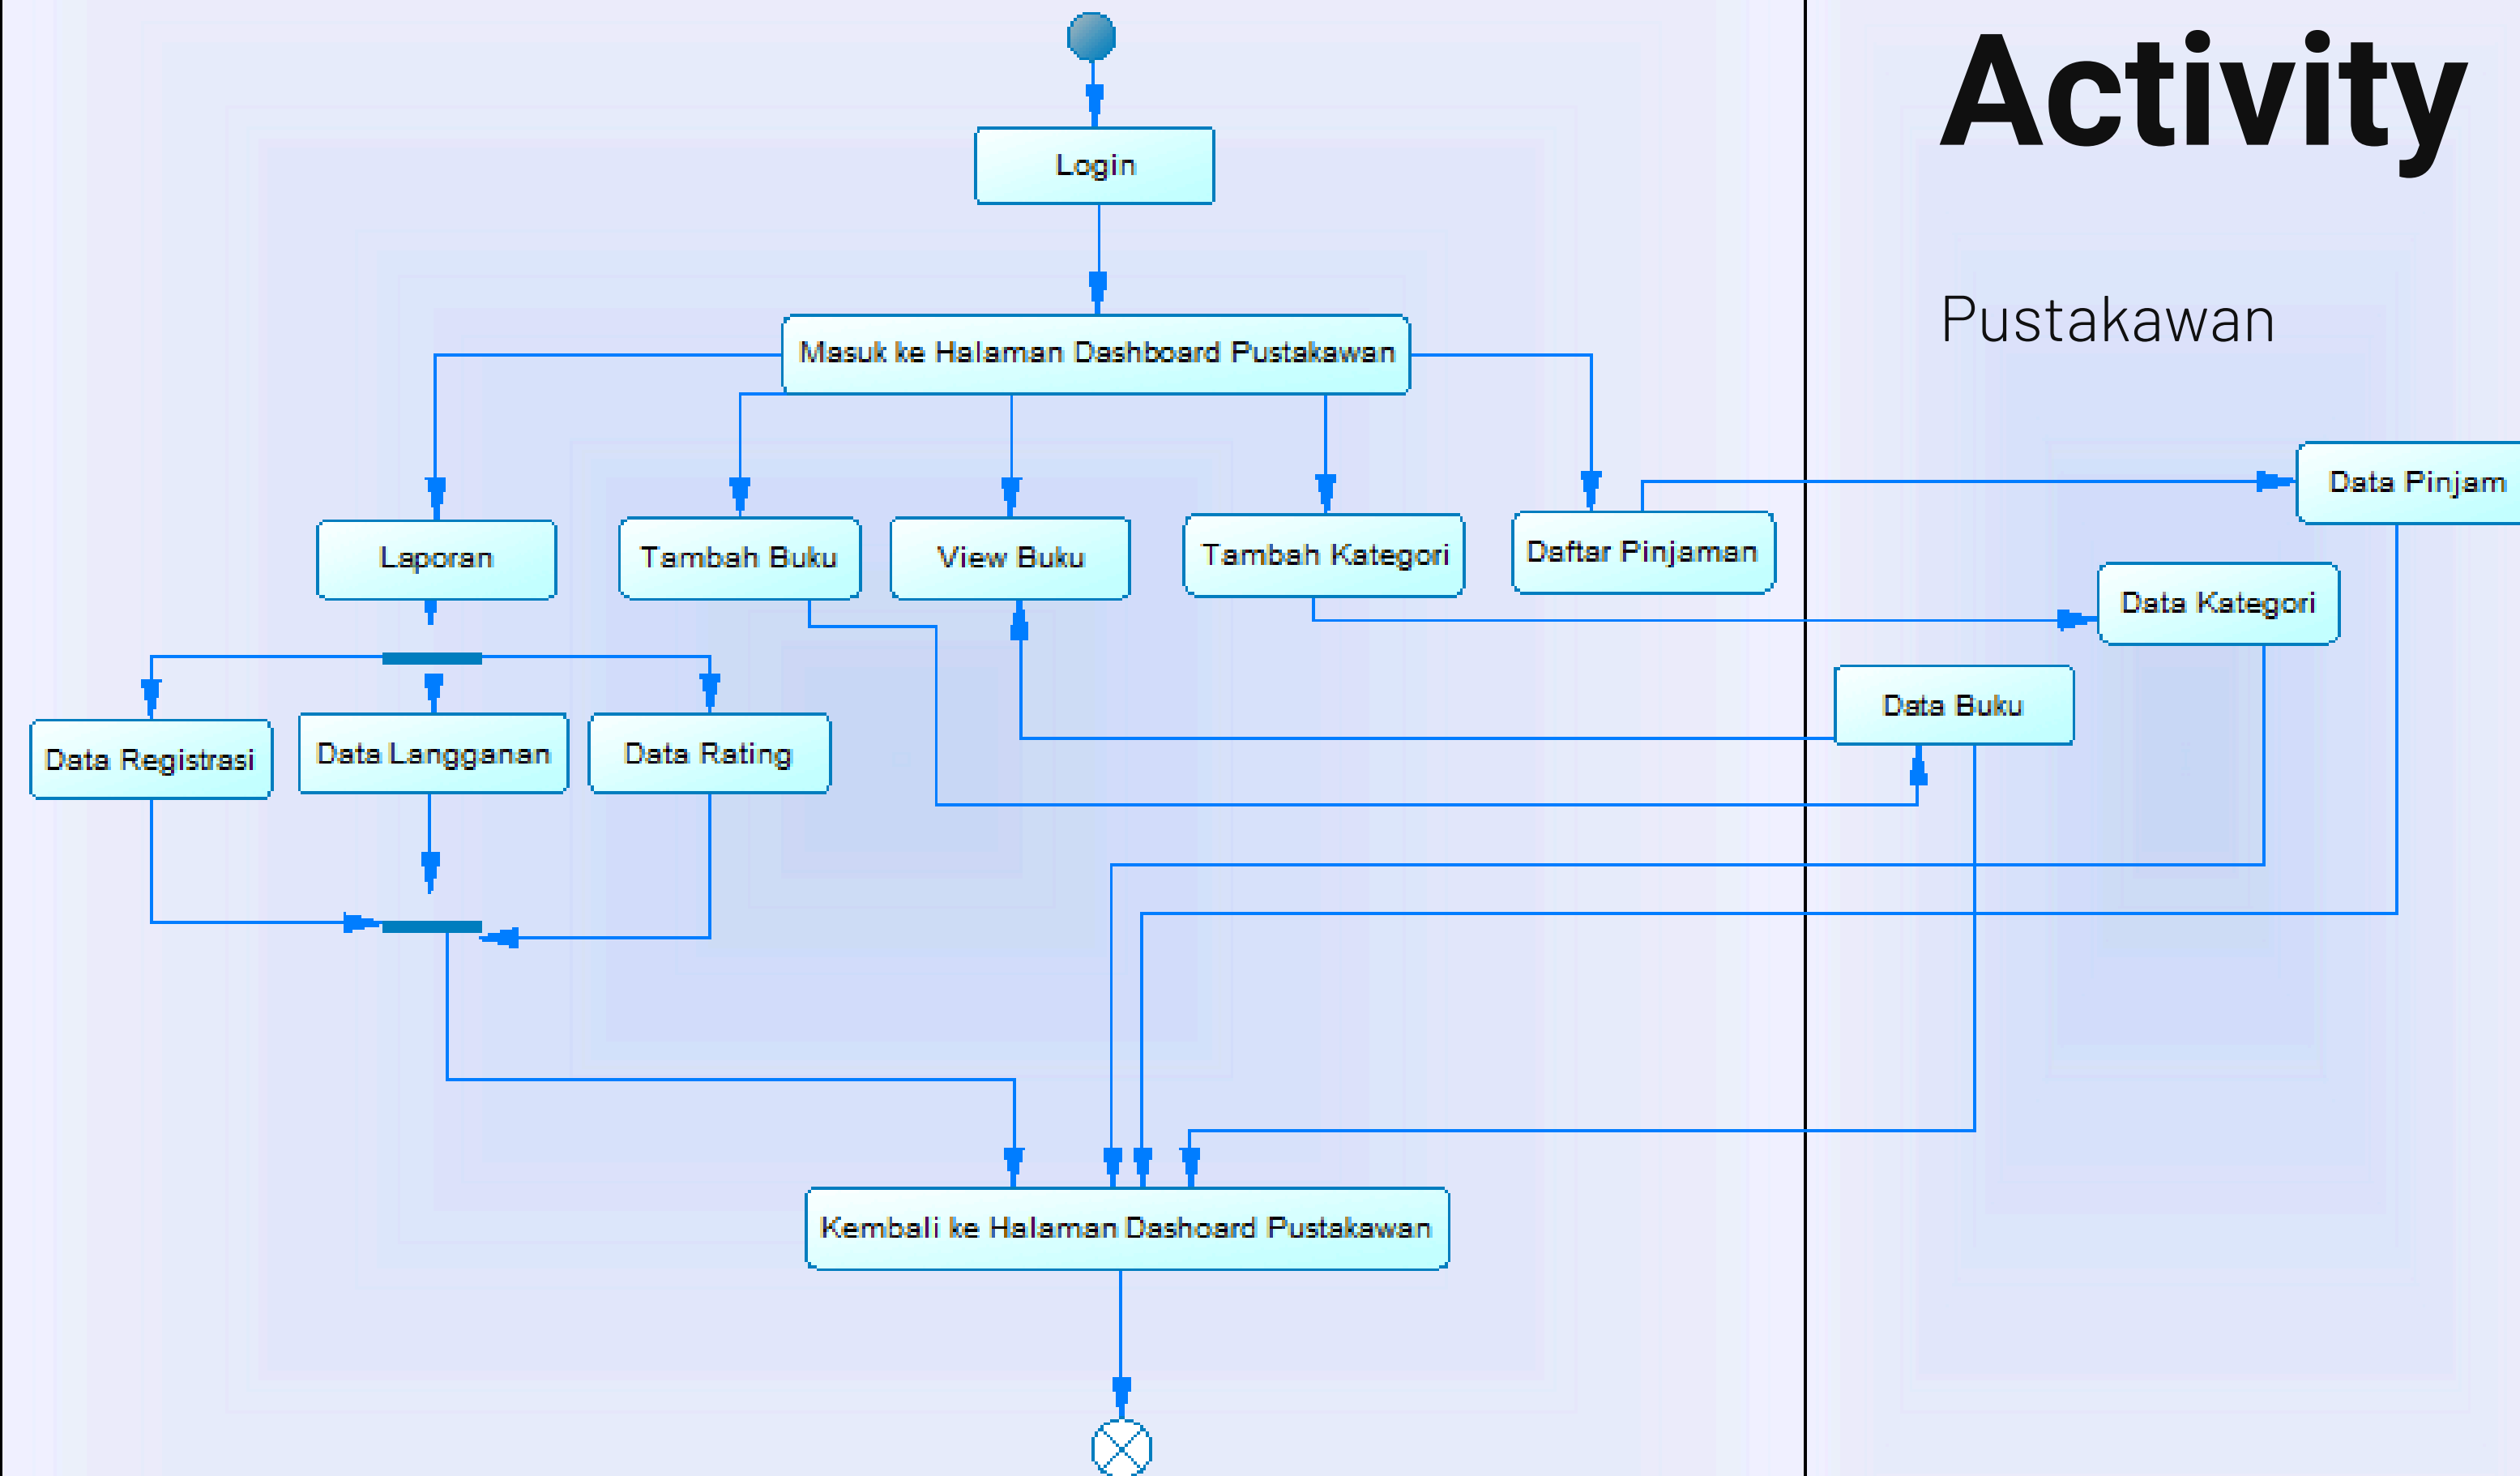 Activity
Pustakawan
Login
Masuk ke Halaman Dashboard Pustakawan
Laporan
Tambah Buku
View Buku
Tambah Kategori
Daftar Pinjaman
Data Pinjam
Data Kategori
Data Buku
Data Registrasi
Data Langganan
Data Rating
Kembali ke Halaman Dashoard Pustakawan